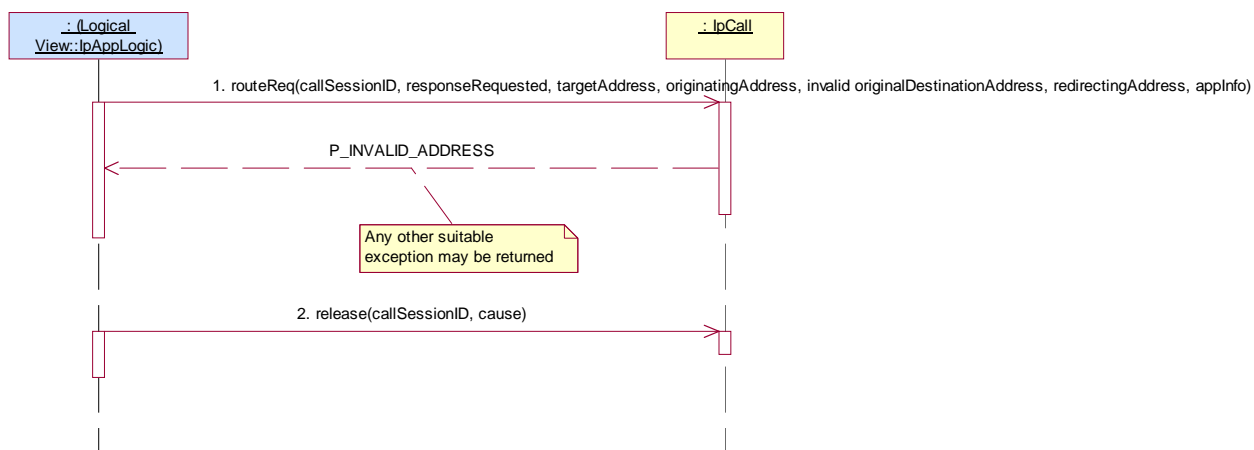 : (Logical
View::IpAppLogic)
: IpCall
1. routeReq(callSessionID, responseRequested, targetAddress, originatingAddress, invalid originalDestinationAddress, redirectingAddress, appInfo)
P_INVALID_ADDRESS
Any other suitable
exception may be returned
2. release(callSessionID, cause)